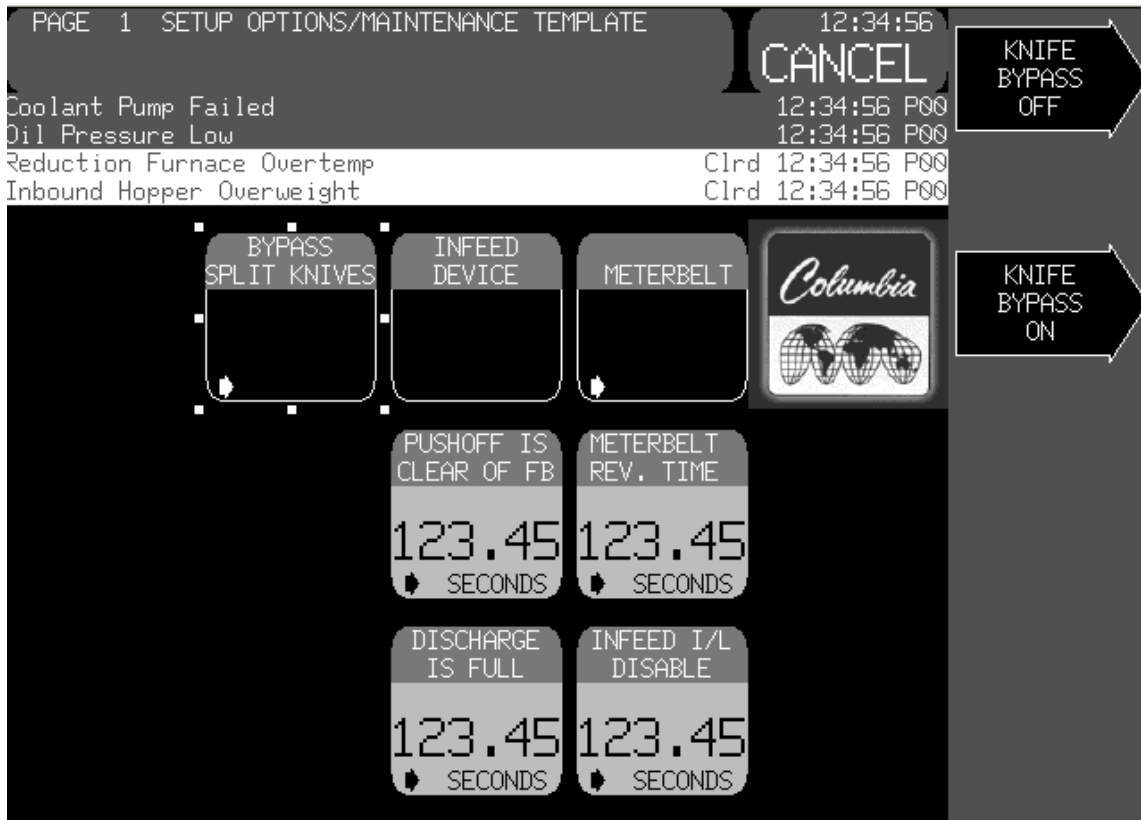 PAGE 1 SETUP OPTIONS/MAINTENANCE TEMPLATE
12:34:56
CANCEL
Coolant Pump Failed 12:34:56 P00
Oil Pressure Low 12:34:56 P00
Reduction Furnace Overtemp Clrd 12:34:56 P00
Inbound Hopper Overweight Clrd 12:34:56 P00
KNIFE
BYPASS
OFF
BYPASS
SPLIT KNIVES
INFEED
DEVICE
METERBELT
Columbia
KNIFE
BYPASS
ON
PUSHOFF IS
CLEAR OF FB
123.45
SECONDS
METERBELT
REV. TIME
123.45
SECONDS
DISCHARGE
IS FULL
123.45
SECONDS
INFEED I/L
DISABLE
123.45
SECONDS